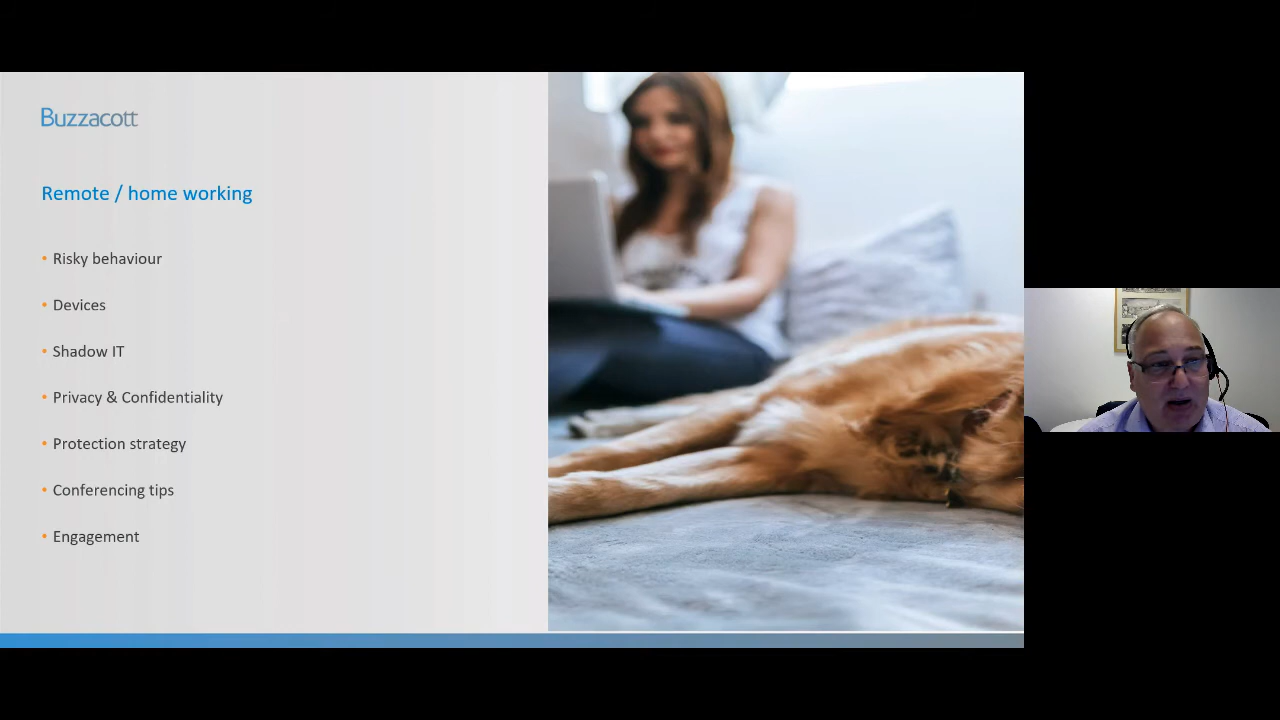 Buzzacott
Remote / home working
• Risky behaviour
• Devices
• Shadow IT
• Privacy & Confidentiality
• Protection strategy
• Conferencing tips
• Engagement